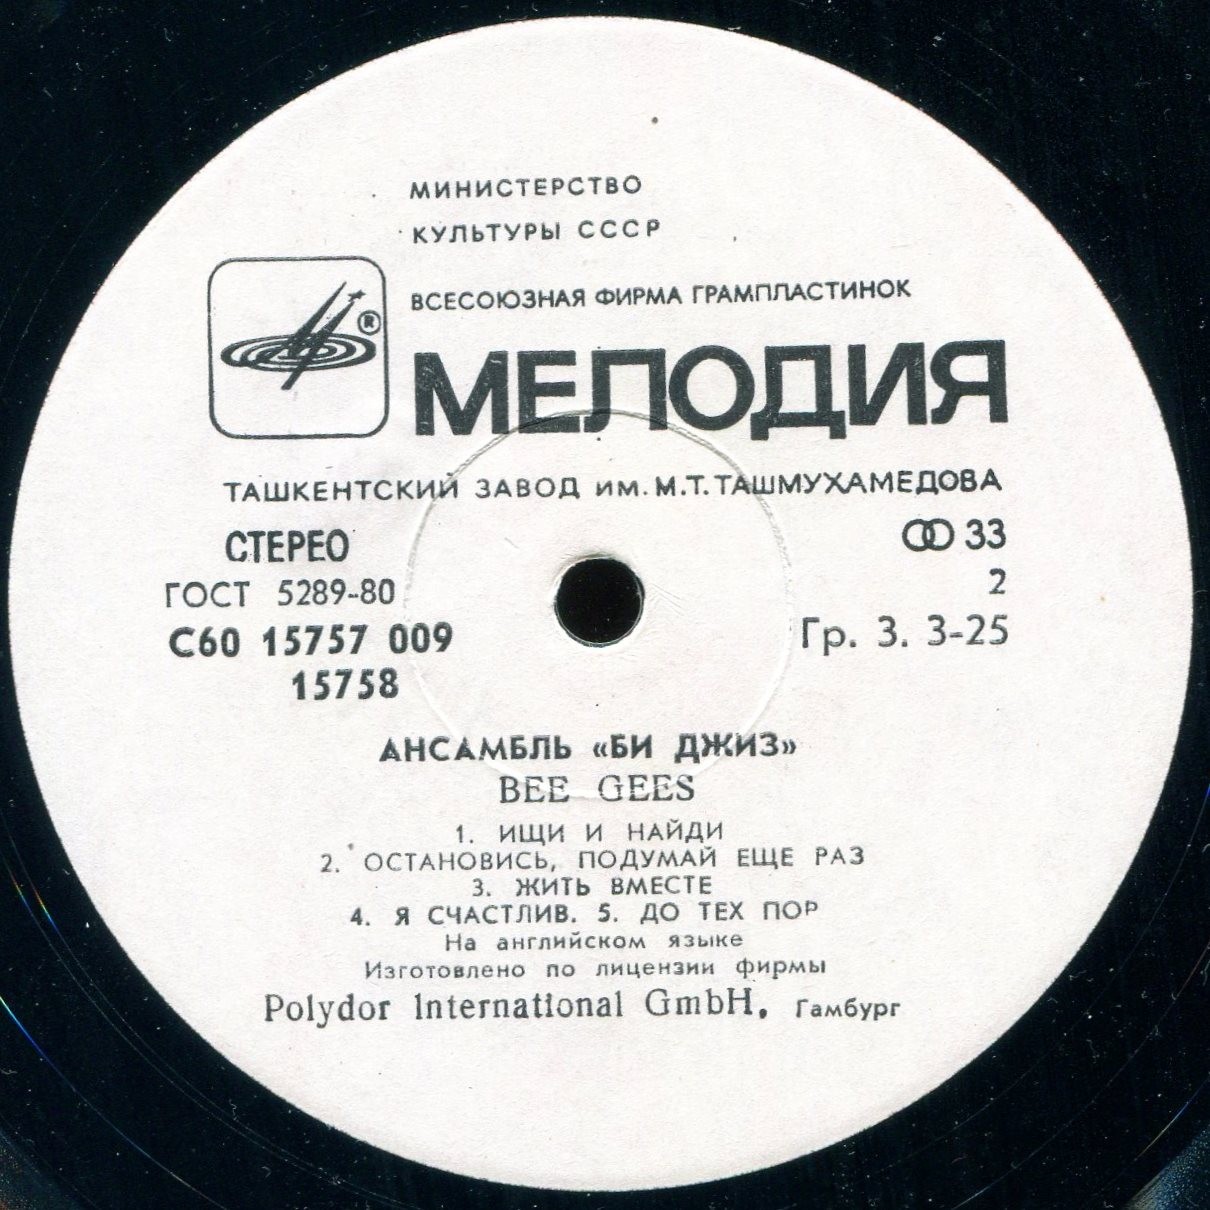 МИНИСТЕРСТВО
КУЛЬТУРЫ СССР
ВСЕСОЮЗНАЯ ФИРМА ГРАМПЛАСТИНОК
®
МЕЛОДИЯ
ТАШКЕНТСКИЙ ЗАВОД ИМ. М.Т. ТАШМУХАМЕДОВА
СТЕРЕО 33
ГОСТ 5289-80 2
С60 15757 009 Гр. 3. 3-25
15758
АНСАМБЛЬ «БИ ДЖИЗ»
BEE GEES
1. ИЩИ И НАЙДИ
2. ОСТАНОВИСЬ, ПОДУМАЙ ЕЩЕ РАЗ
3. ЖИТЬ ВМЕСТЕ
4. Я СЧАСТЛИВ. 5. ДО ТЕХ ПОР
На английском языке
Изготовлено по лицензии фирмы
Polydor International GmbH. Гамбург